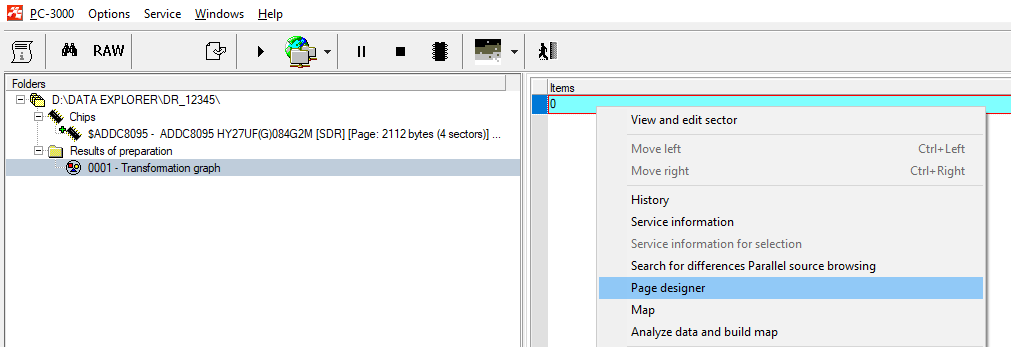 PC-3000 Options Service Windows Help
RAW
Folders
D:\DATA EXPLORER\DR_12345\
Chips
$ADDC8095 - ADDC8095 HY27UF(G)084G2M [SDR] [Page: 2112 bytes (4 sectors)] ...
Results of preparation
0001 - Transformation graph
Items
0
View and edit sector
Move left Ctrl+Left
Move right Ctrl+Right
History
Service information
Service information for selection
Search for differences Parallel source browsing
Page designer
Map
Analyze data and build map